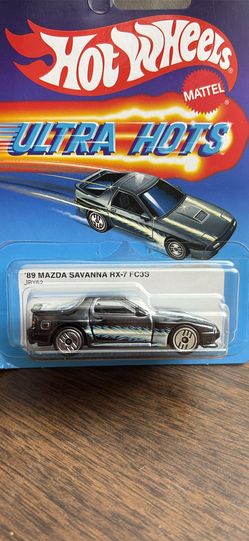 Hot Wheels
MATTEL
ULTRA HOTS
'89 MAZDA SAVANNA RX-7 FC3S